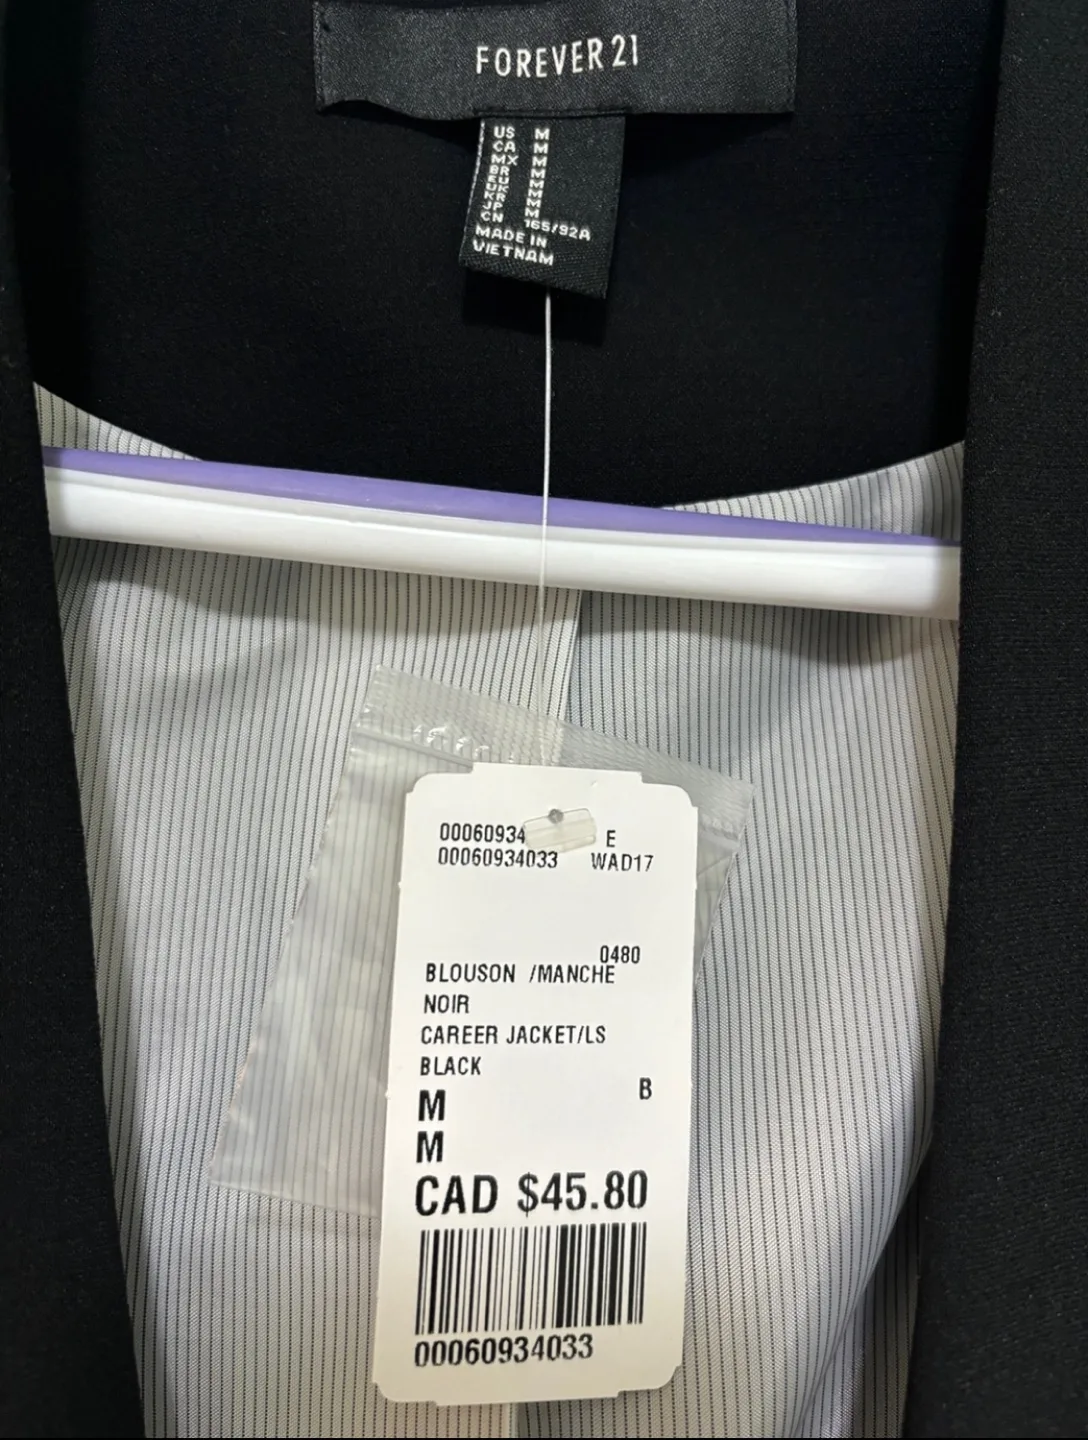 FOREVER 21
US M
CA M
MX M
BR M
EU M
UK M
KR M
JP M
CN 165/92A
MADE IN
VIETNAM
00060934 E
00060934033 WAD17
0480
BLOUSON /MANCHE
NOIR
CAREER JACKET/LS
BLACK
B
M
M
CAD $45.80
00060934033